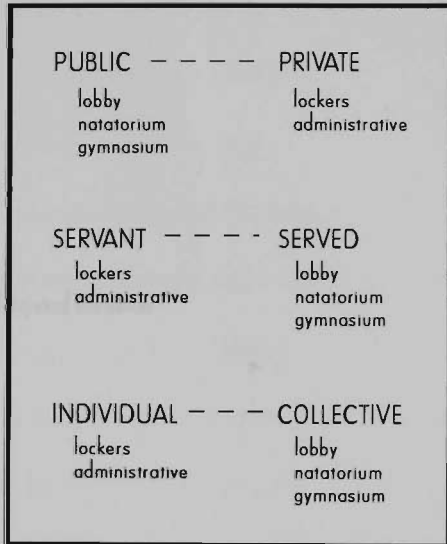 PUBLIC - - - - PRIVATE
lobby lockers
natatorium administrative
gymnasium
SERVANT - - - - SERVED
lockers lobby
administrative natatorium
gymnasium
INDIVIDUAL - - - COLLECTIVE
lockers lobby
administrative natatorium
gymnasium